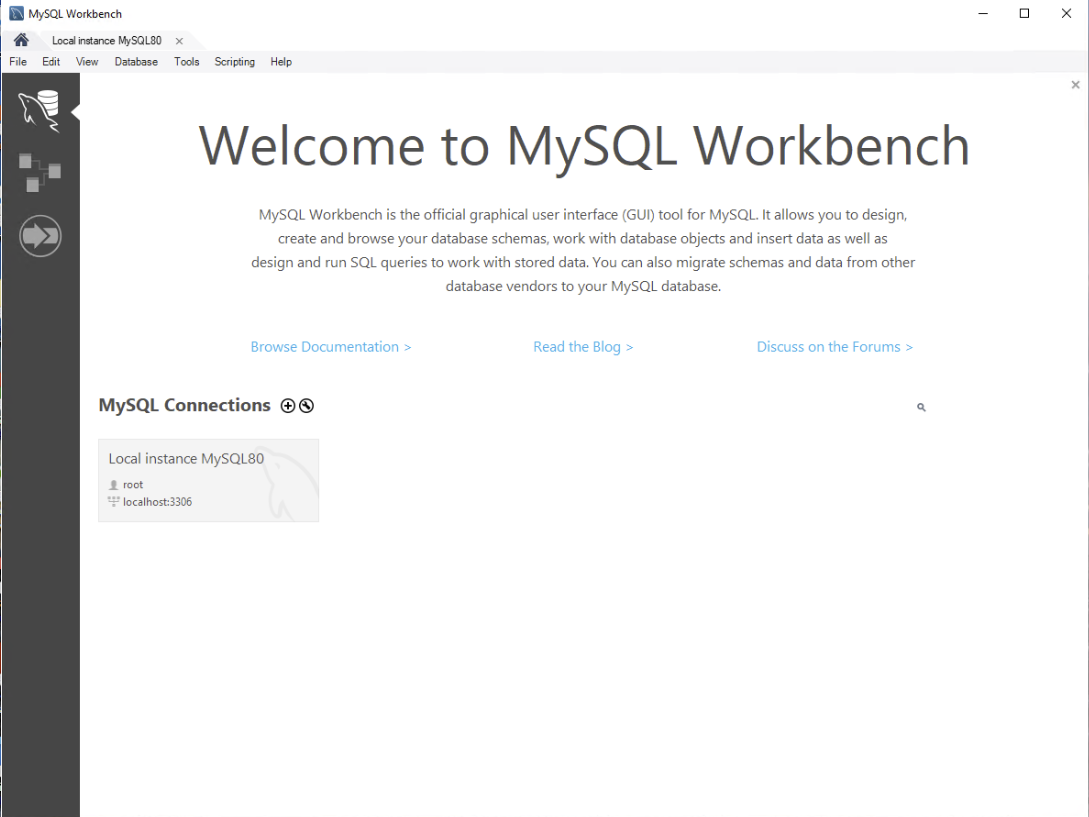 MySQL Workbench
Local instance MySQL80
File Edit View Database Tools Scripting Help
Welcome to MySQL Workbench
MySQL Workbench is the official graphical user interface (GUI) tool for MySQL. It allows you to design,
create and browse your database schemas, work with database objects and insert data as well as
design and run SQL queries to work with stored data. You can also migrate schemas and data from other
database vendors to your MySQL database.
Browse Documentation > Read the Blog > Discuss on the Forums >
MySQL Connections
Local instance MySQL80
root
localhost:3306